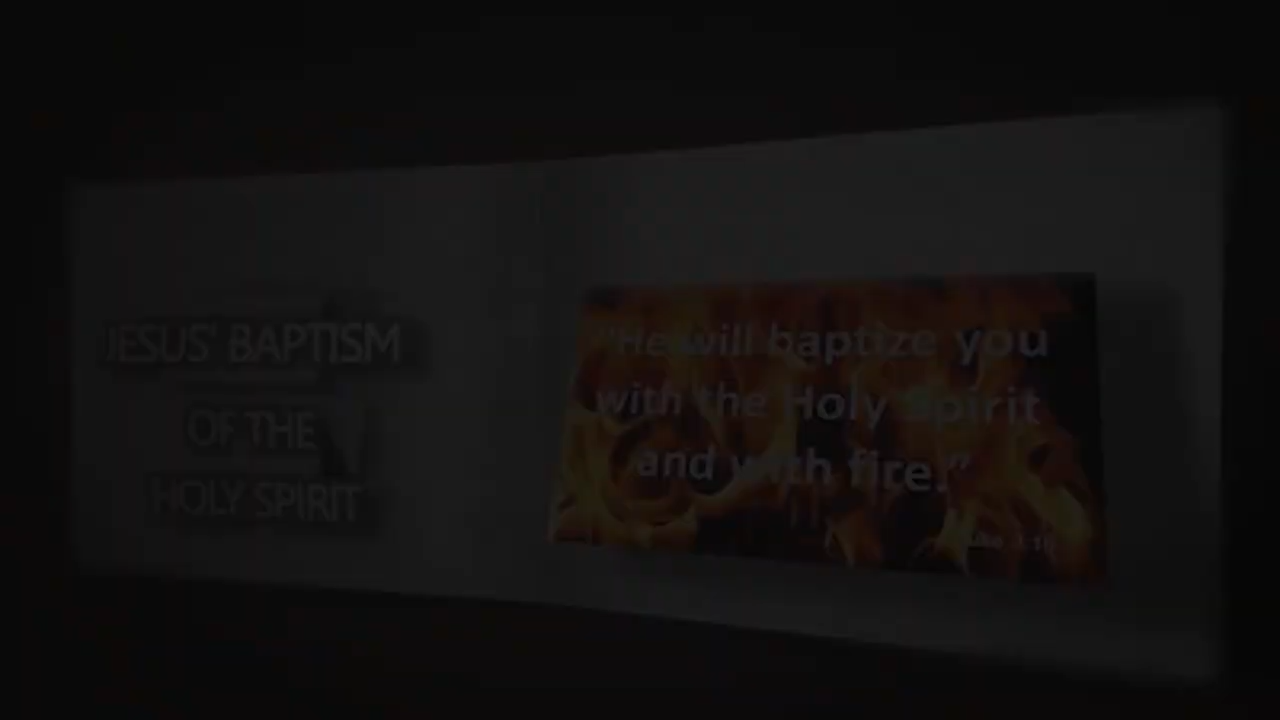 JESUS' BAPTISM
OF THE
HOLY SPIRIT
"He will baptize you
with the Holy Spirit
and with fire."